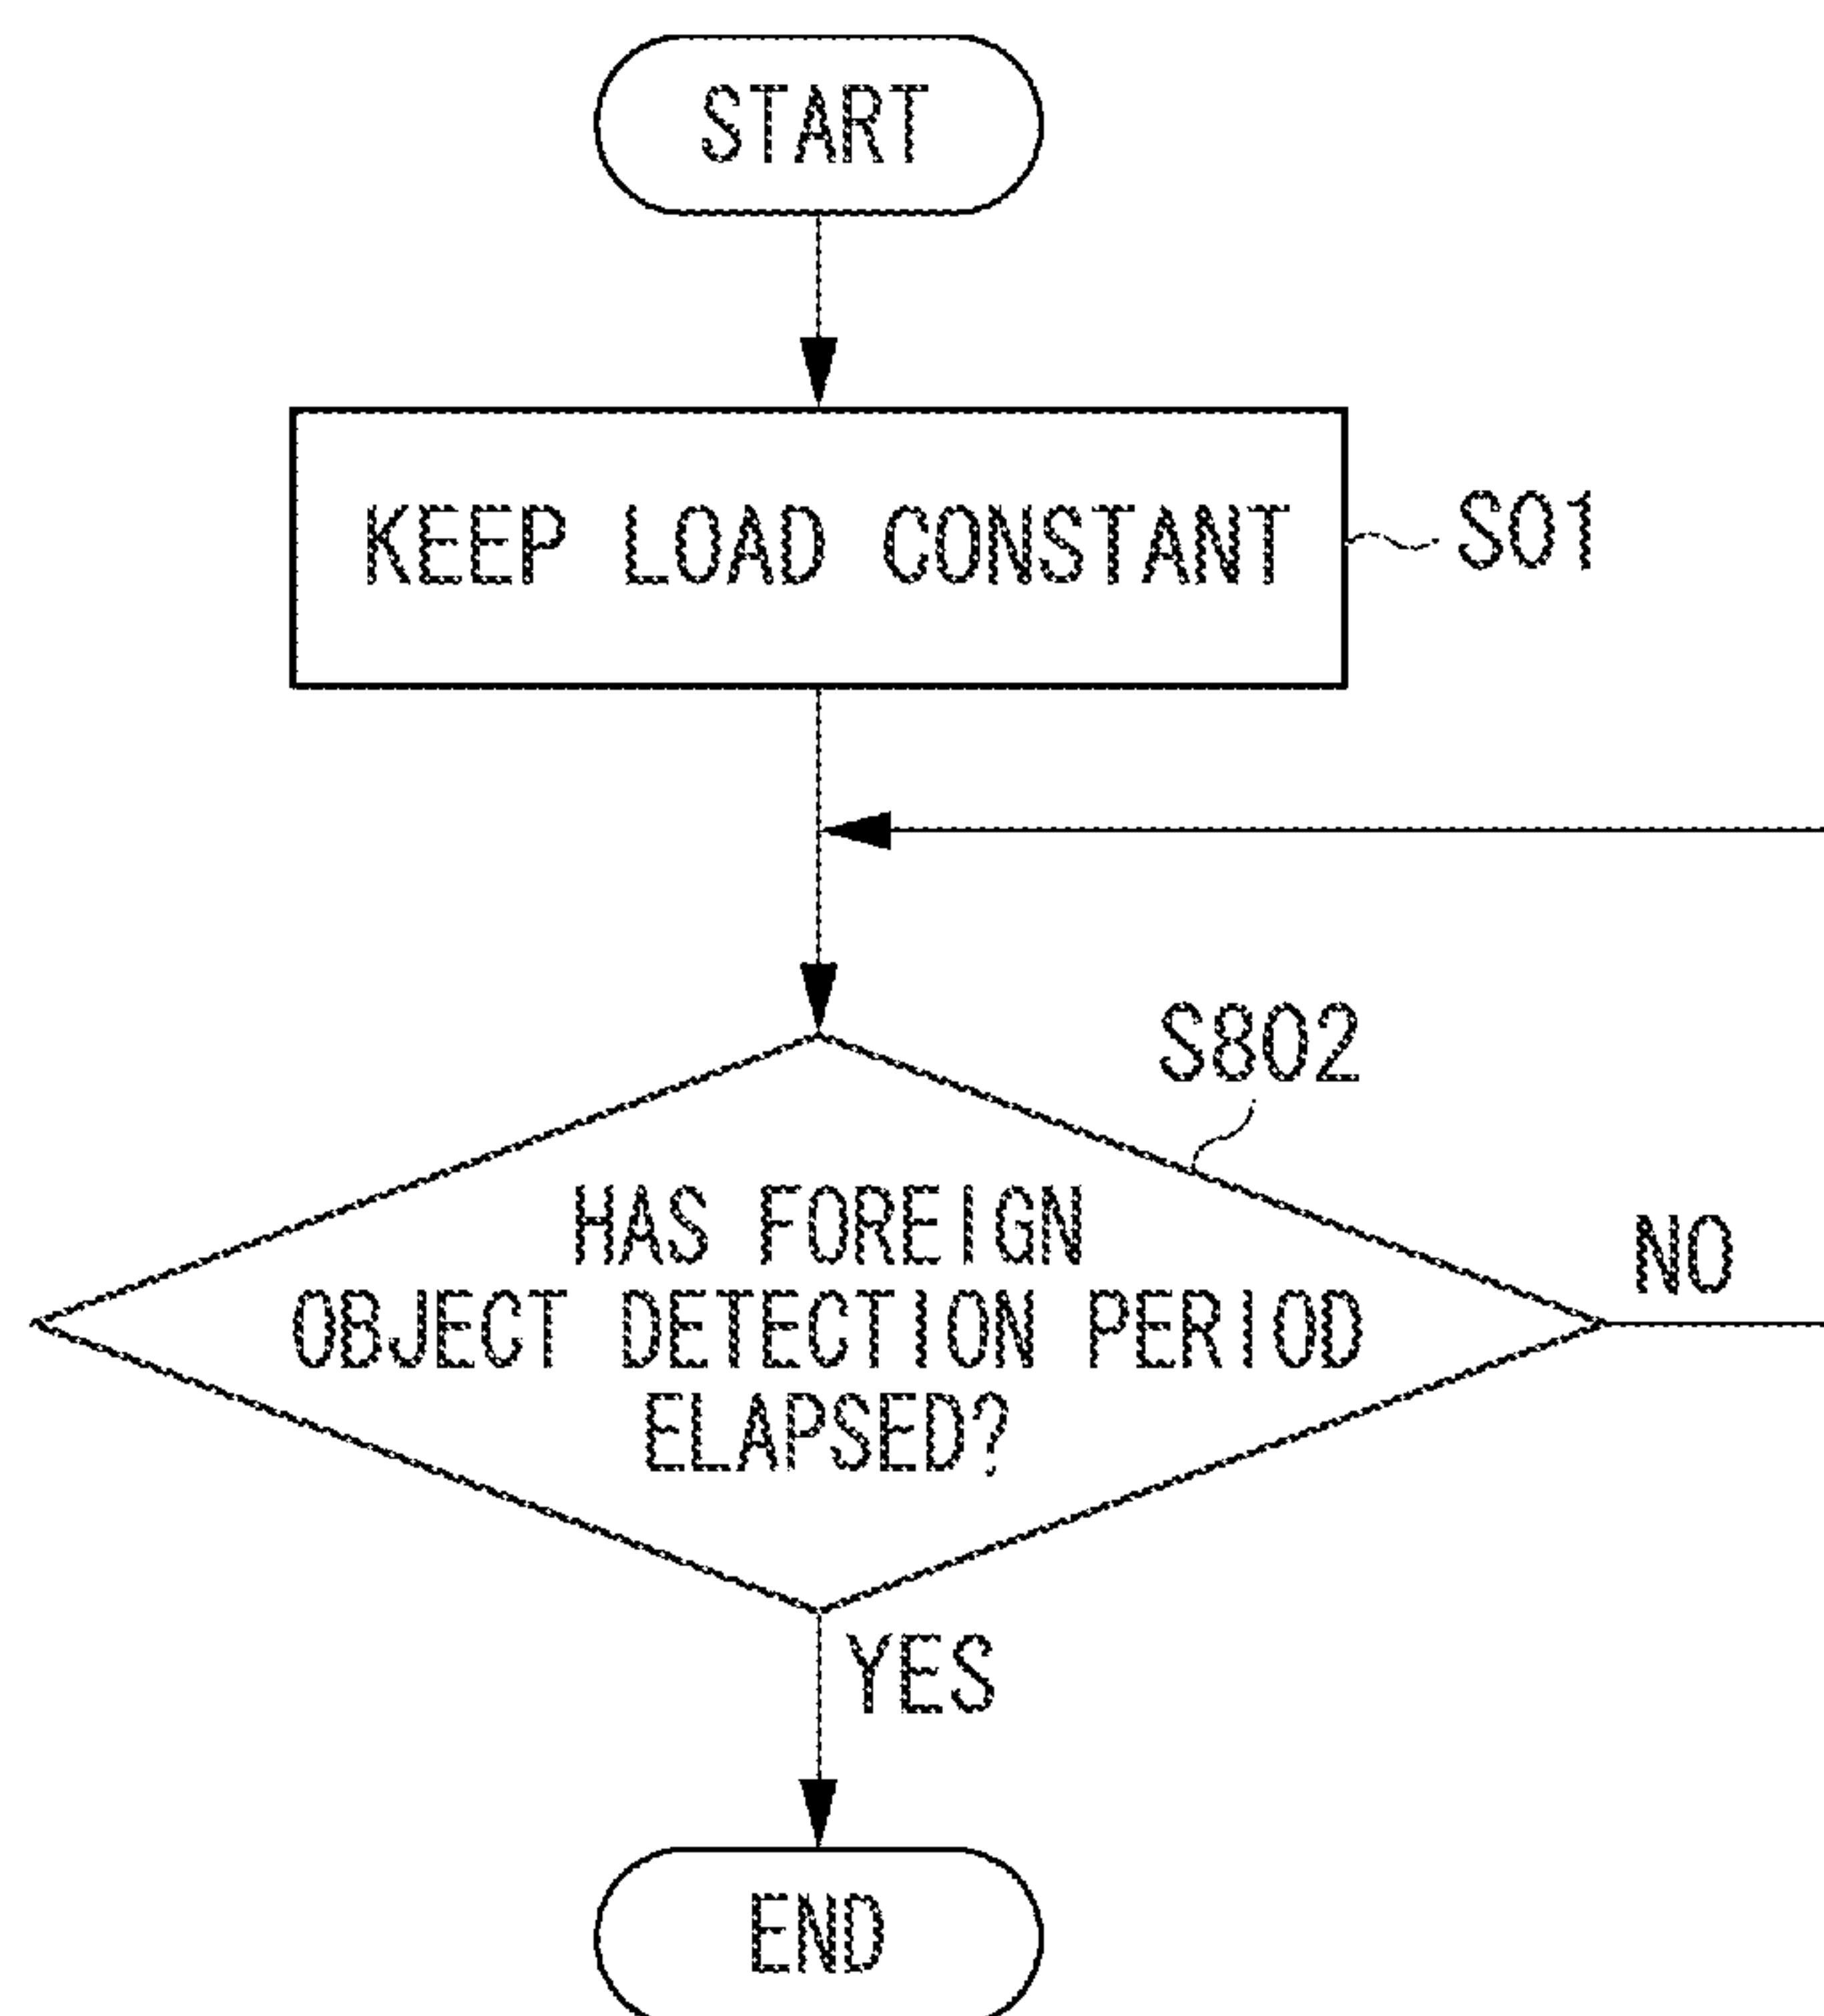 START
KEEP LOAD CONSTANT
S01
S802
HAS FOREIGN
OBJECT DETECTION PERIOD
ELAPSED?
NO
YES
END